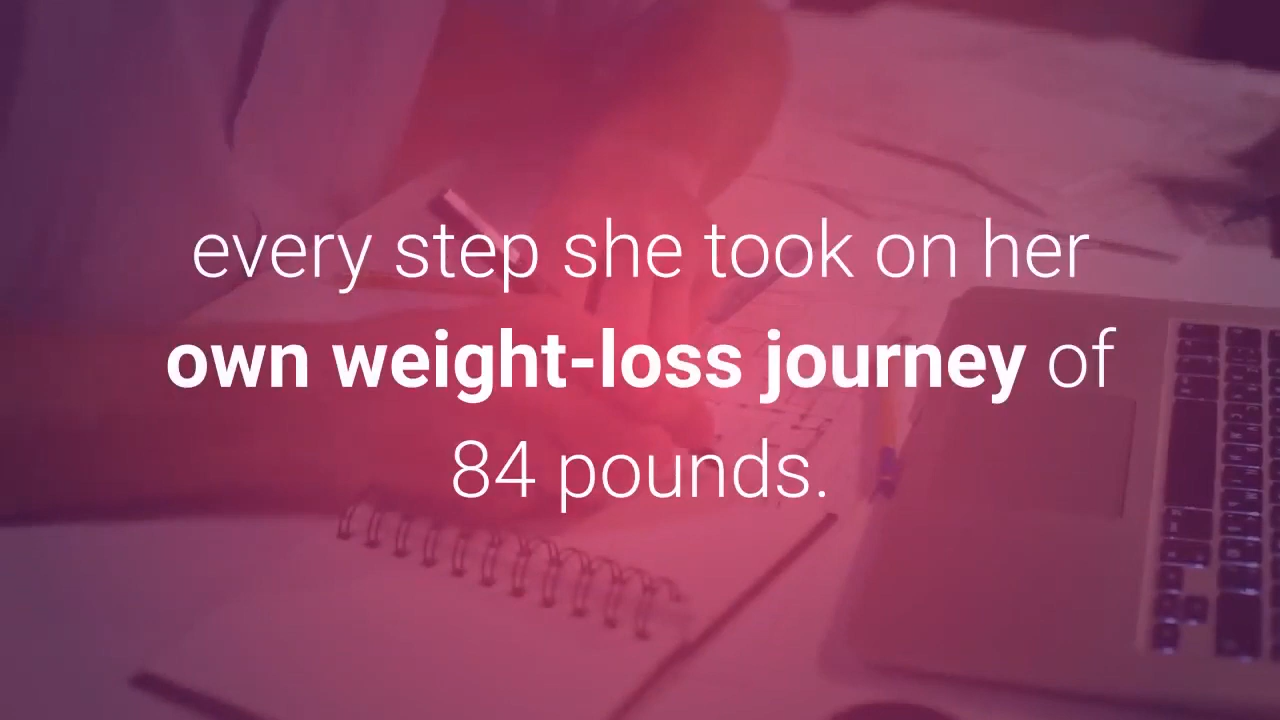 every step she took on her
own weight-loss journey of
84 pounds.